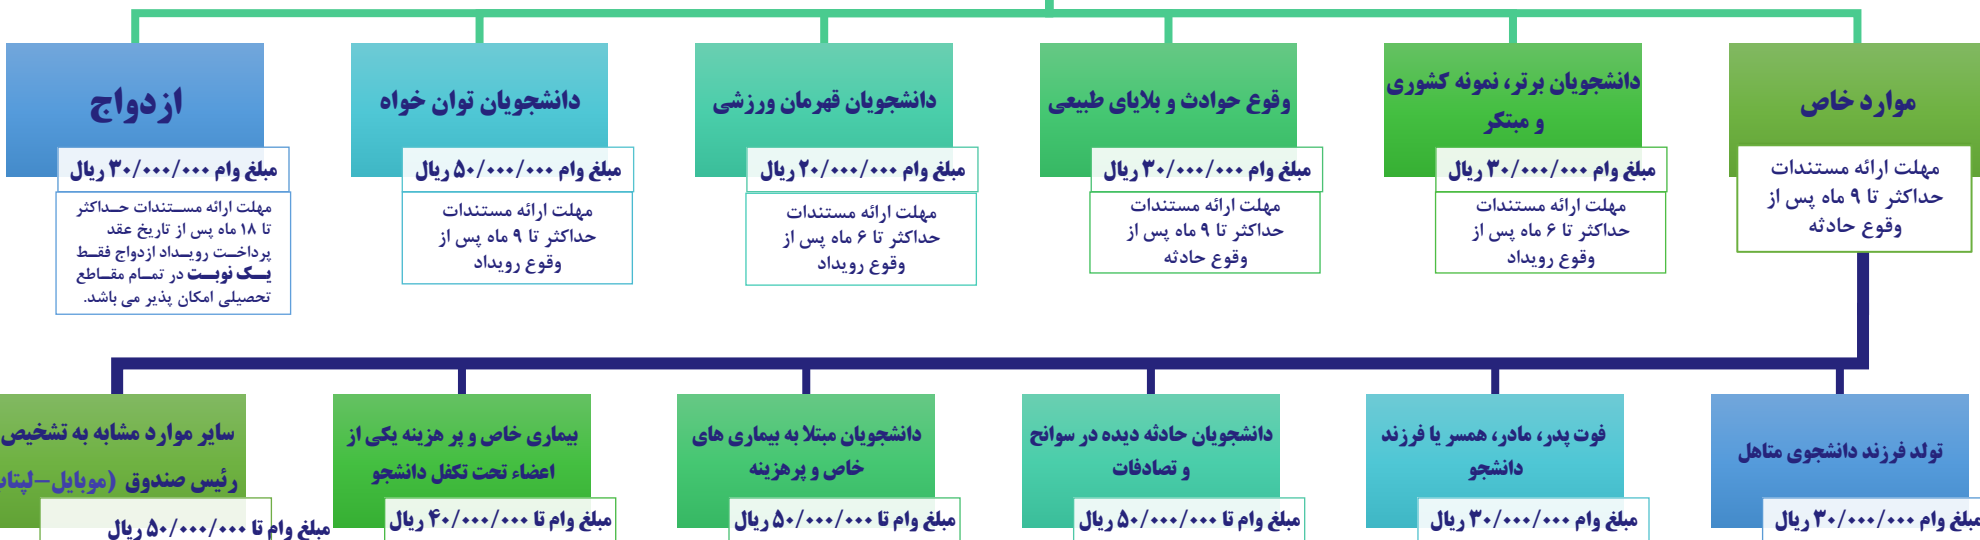 موارد خاص
مهلت ارائه مستندات
حداکثر تا ۹ ماه پس از
وقوع حادثه
دانشجویان برتر، نمونه کشوری
و مبتکر
مبلغ وام ۳۰/۰۰۰/۰۰۰ ریال
مهلت ارائه مستندات
حداکثر تا ۶ ماه پس از
وقوع رویداد
وقوع حوادث و بلایای طبیعی
مبلغ وام ۳۰/۰۰۰/۰۰۰ ریال
مهلت ارائه مستندات
حداکثر تا ۹ ماه پس از
وقوع حادثه
دانشجویان قهرمان ورزشی
مبلغ وام ۲۰/۰۰۰/۰۰۰ ریال
مهلت ارائه مستندات
حداکثر تا ۶ ماه پس از
وقوع رویداد
دانشجویان توان خواه
مبلغ وام ۵۰/۰۰۰/۰۰۰ ریال
مهلت ارائه مستندات
حداکثر تا ۹ ماه پس از
وقوع رویداد
ازدواج
مبلغ وام ۳۰/۰۰۰/۰۰۰ ریال
مهلت ارائه مستندات حداکثر
تا ۱۸ ماه پس از تاریخ عقد
پرداخت رویداد ازدواج فقط
یک نوبت در تمام مقاطع
تحصیلی امکان پذیر می باشد.
تولد فرزند دانشجوی متاهل
مبلغ وام ۳۰/۰۰۰/۰۰۰ ریال
فوت پدر، مادر، همسر یا فرزند
دانشجو
مبلغ وام ۳۰/۰۰۰/۰۰۰ ریال
دانشجویان حادثه دیده در سوانح
و تصادفات
مبلغ وام تا ۵۰/۰۰۰/۰۰۰ ریال
دانشجویان مبتلا به بیماری های
خاص و پرهزینه
مبلغ وام تا ۵۰/۰۰۰/۰۰۰ ریال
بیماری خاص و پر هزینه یکی از
اعضاء تحت تکفل دانشجو
مبلغ وام تا ۴۰/۰۰۰/۰۰۰ ریال
سایر موارد مشابه به تشخیص
رئیس صندوق (موبایل-لپتاپ
مبلغ وام تا ۵۰/۰۰۰/۰۰۰ ریال